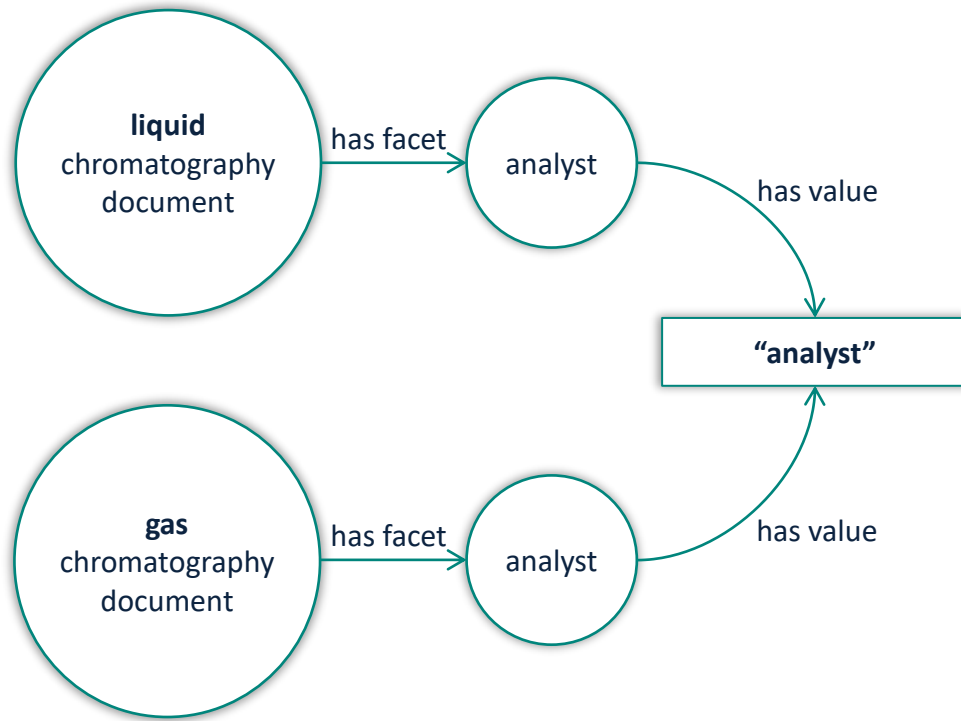 liquid
chromatography
document
has facet
analyst
has value
“analyst”
gas
chromatography
document
has facet
analyst
has value